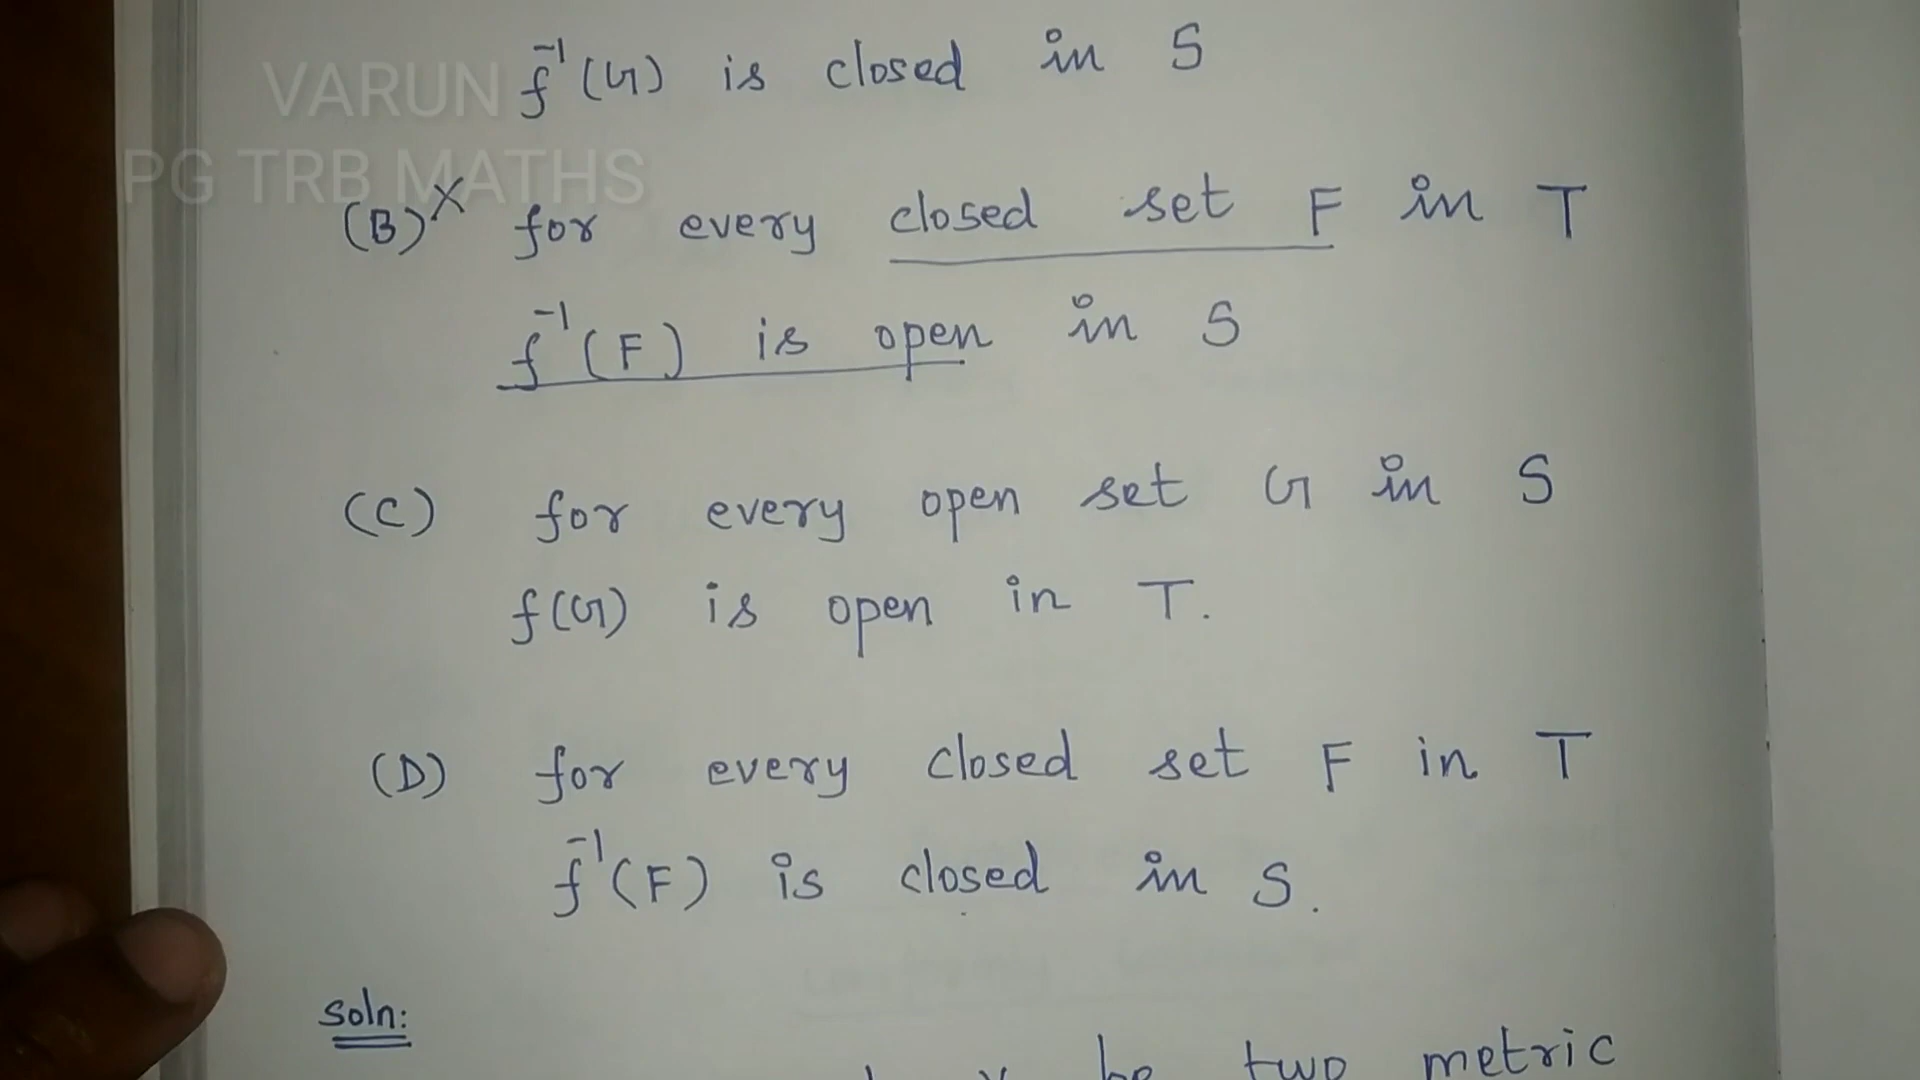 VARUN
PG TRB MATHS
f⁻¹(G) is closed in S
(B) X for every closed set F in T
f⁻¹(F) is open in S
(C) for every open set G in S
f(G) is open in T.
(D) for every closed set F in T
f⁻¹(F) is closed in S.
Soln:
be two metric